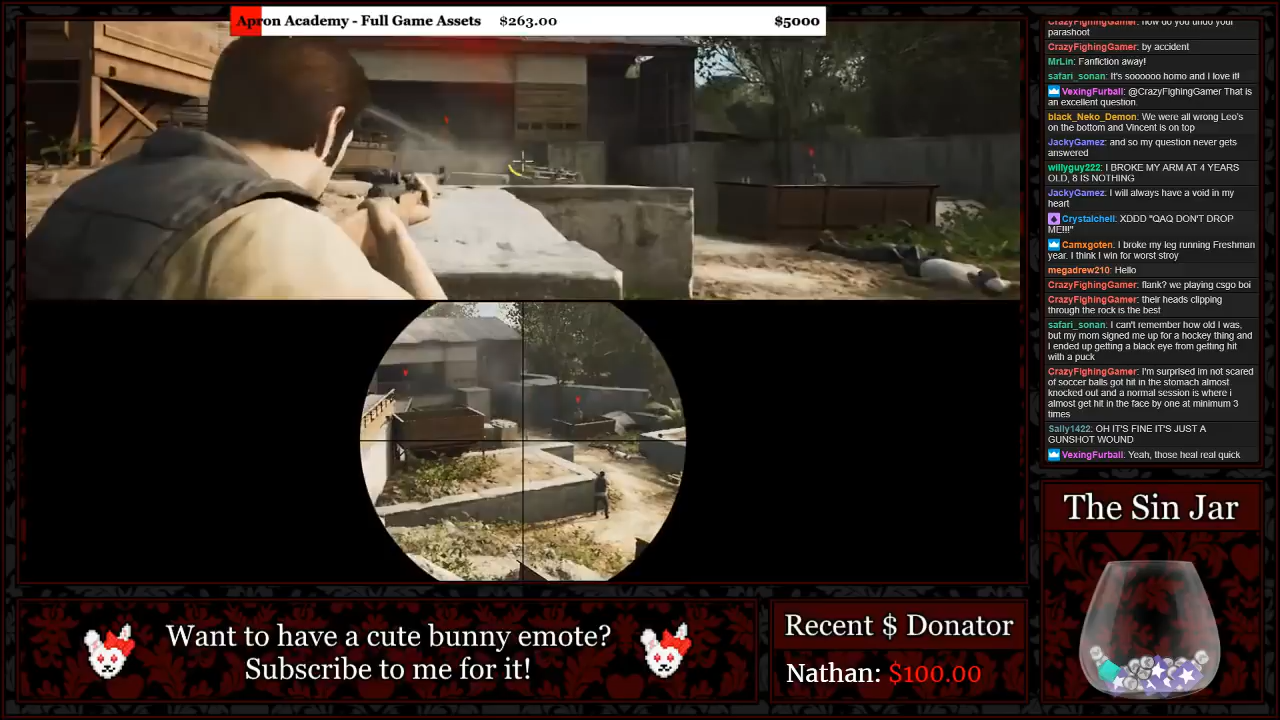 Apron Academy - Full Game Assets $263.00 $5000
CrazyFighingGamer: how do you undo your
parashoot
CrazyFighingGamer: by accident
MrLin: Fanfiction away!
safari_sonan: It's soooooo homo and I love it!
VexingFurball: @CrazyFighingGamer That is
an excellent question.
black_Neko_Demon: We were all wrong Leo's
on the bottom and Vincent is on top
JackyGamez: and so my question never gets
answered
willyguy222: I BROKE MY ARM AT 4 YEARS
OLD, 8 IS NOTHING
JackyGamez: I will always have a void in my
heart
Crystalchell: XDDD "QAQ DON'T DROP
ME!!!"
Camxgoten: I broke my leg running Freshman
year. I think I win for worst stroy
megadrew210: Hello
CrazyFighingGamer: flank? we playing csgo boi
CrazyFighingGamer: their heads clipping
through the rock is the best
safari_sonan: I can't remember how old I was,
but my mom signed me up for a hockey thing and
I ended up getting a black eye from getting hit
with a puck
CrazyFighingGamer: I'm surprised Im not scared
of soccer balls got hit in the stomach almost
knocked out and a normal session is where i
almost get hit in the face by one at minimum 3
times
Sally1422: OH IT'S FINE IT'S JUST A
GUNSHOT WOUND
VexingFurball: Yeah, those heal real quick
The Sin Jar
Want to have a cute bunny emote?
Subscribe to me for it!
Recent $ Donator
Nathan: $100.00